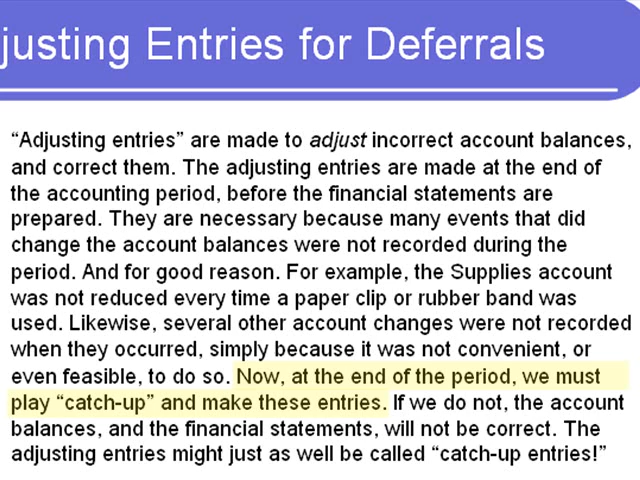 justing Entries for Deferrals
“Adjusting entries” are made to adjust incorrect account balances,
and correct them. The adjusting entries are made at the end of
the accounting period, before the financial statements are
prepared. They are necessary because many events that did
change the account balances were not recorded during the
period. And for good reason. For example, the Supplies account
was not reduced every time a paper clip or rubber band was
used. Likewise, several other account changes were not recorded
when they occurred, simply because it was not convenient, or
even feasible, to do so. Now, at the end of the period, we must
play “catch-up” and make these entries. If we do not, the account
balances, and the financial statements, will not be correct. The
adjusting entries might just as well be called “catch-up entries!”